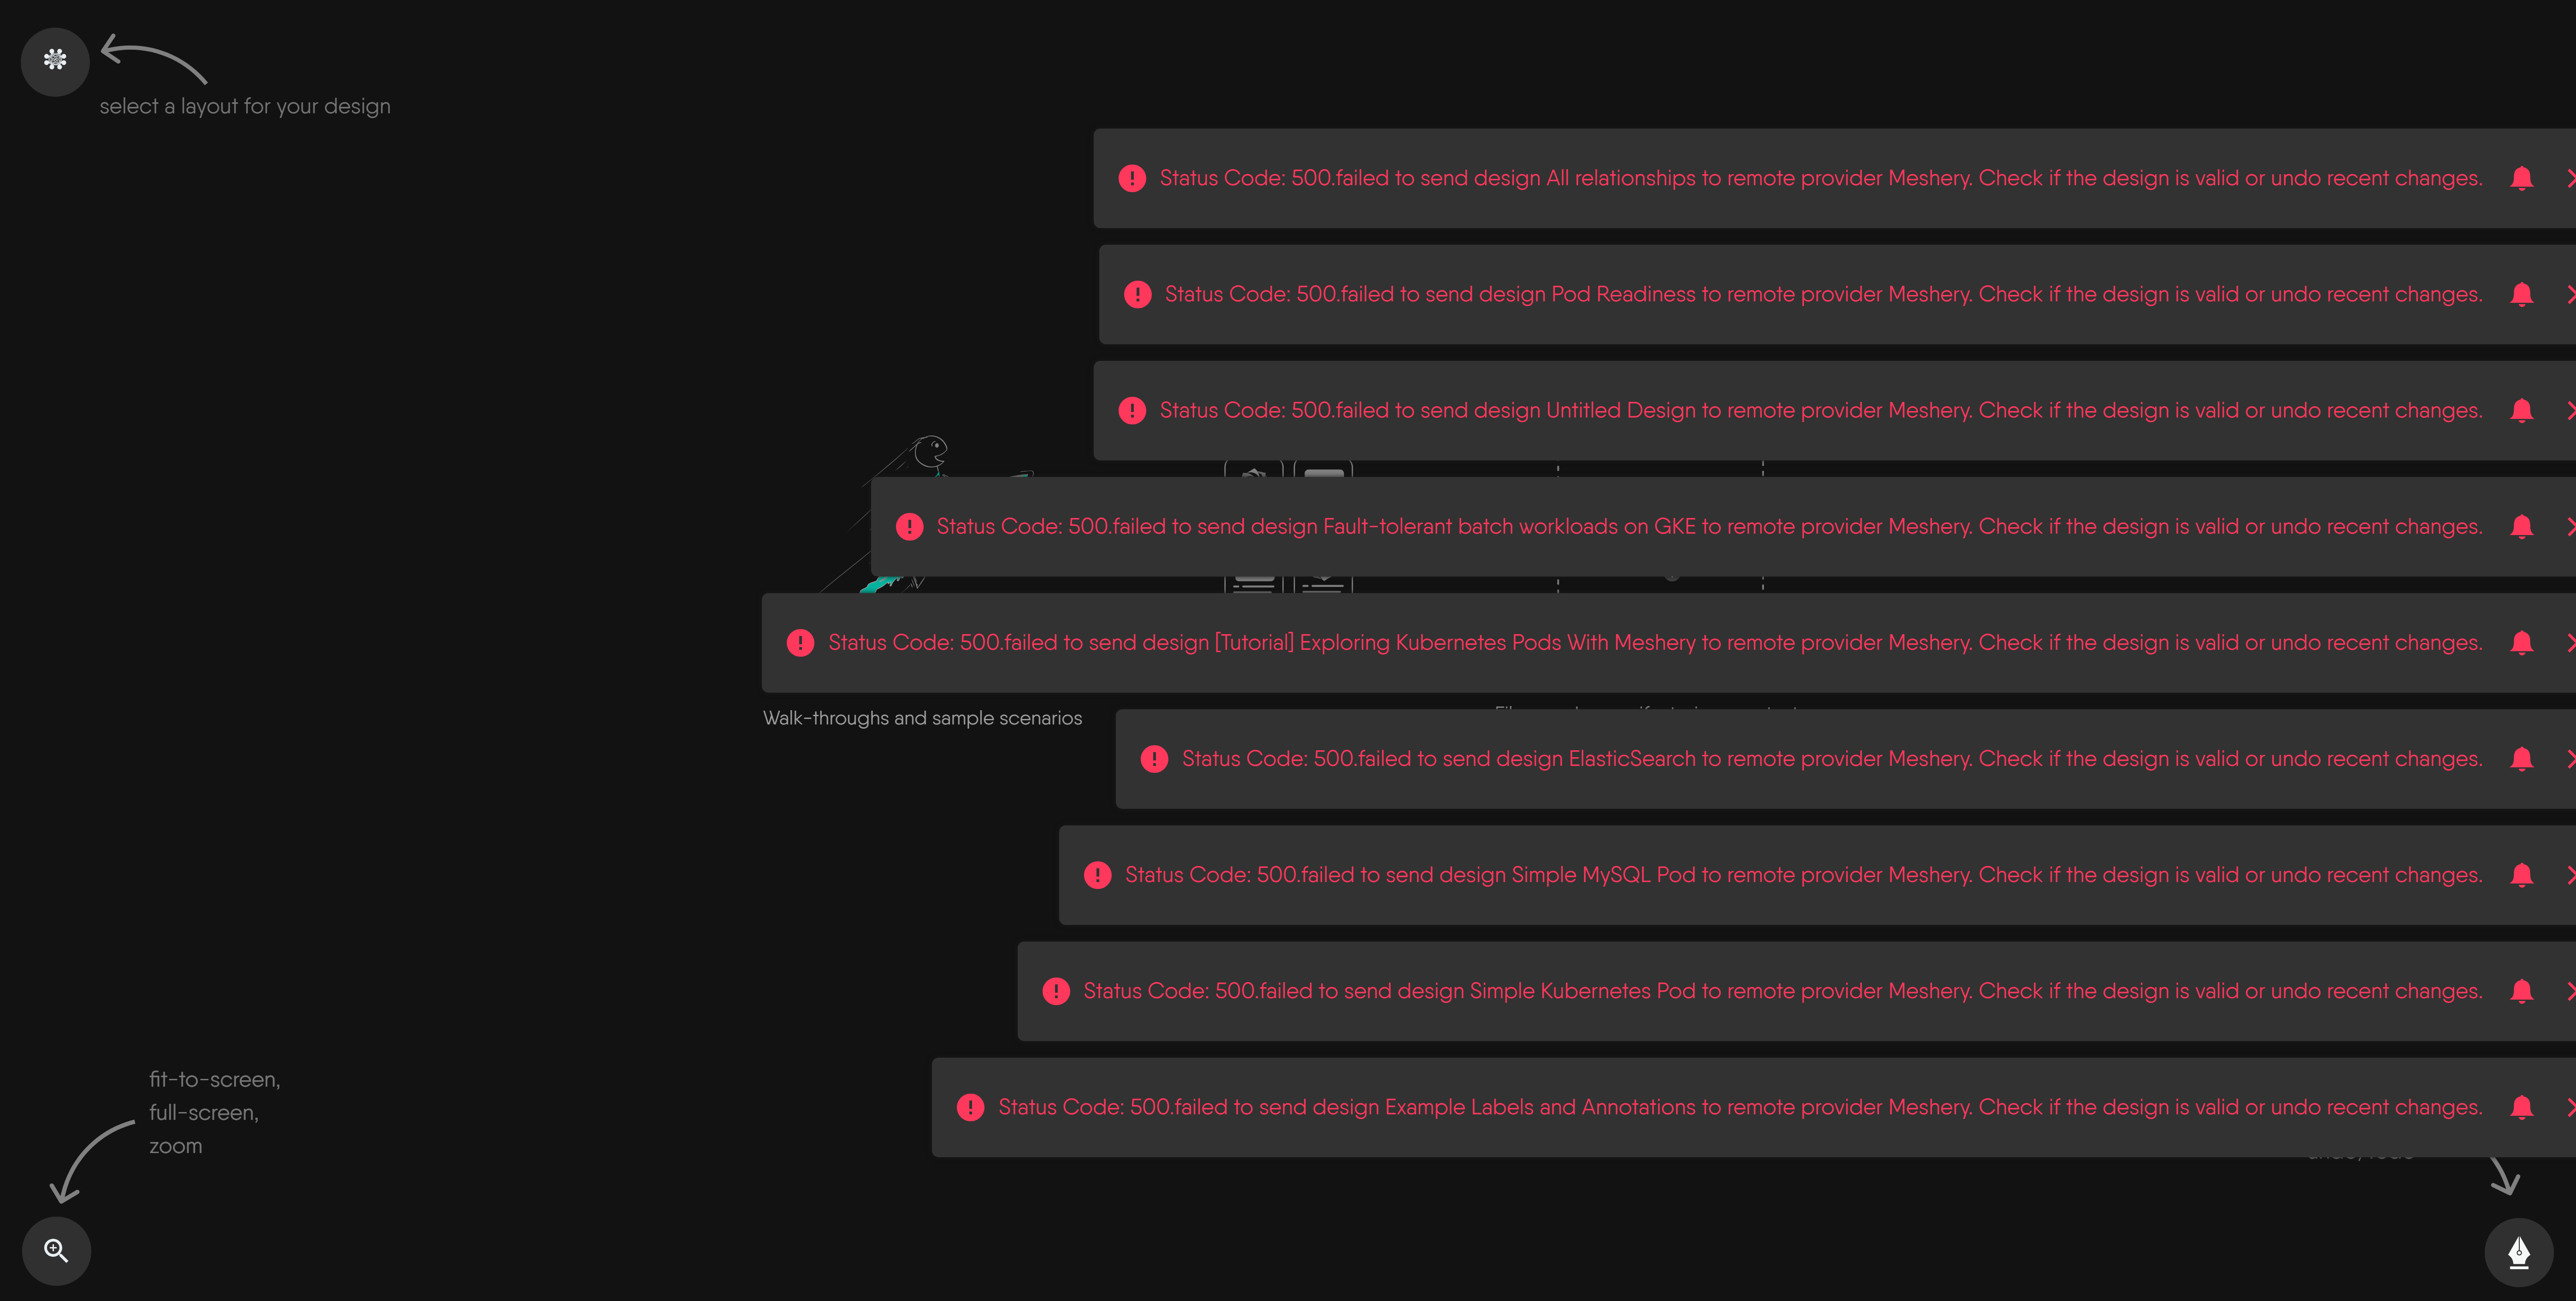 select a layout for your design
Status Code: 500.failed to send design All relationships to remote provider Meshery. Check if the design is valid or undo recent changes.
Status Code: 500.failed to send design Pod Readiness to remote provider Meshery. Check if the design is valid or undo recent changes.
Status Code: 500.failed to send design Untitled Design to remote provider Meshery. Check if the design is valid or undo recent changes.
Status Code: 500.failed to send design Fault-tolerant batch workloads on GKE to remote provider Meshery. Check if the design is valid or undo recent changes.
Status Code: 500.failed to send design [Tutorial] Exploring Kubernetes Pods With Meshery to remote provider Meshery. Check if the design is valid or undo recent changes.
Walk-throughs and sample scenarios
Status Code: 500.failed to send design ElasticSearch to remote provider Meshery. Check if the design is valid or undo recent changes.
Status Code: 500.failed to send design Simple MySQL Pod to remote provider Meshery. Check if the design is valid or undo recent changes.
Status Code: 500.failed to send design Simple Kubernetes Pod to remote provider Meshery. Check if the design is valid or undo recent changes.
Status Code: 500.failed to send design Example Labels and Annotations to remote provider Meshery. Check if the design is valid or undo recent changes.
fit-to-screen,
full-screen,
zoom